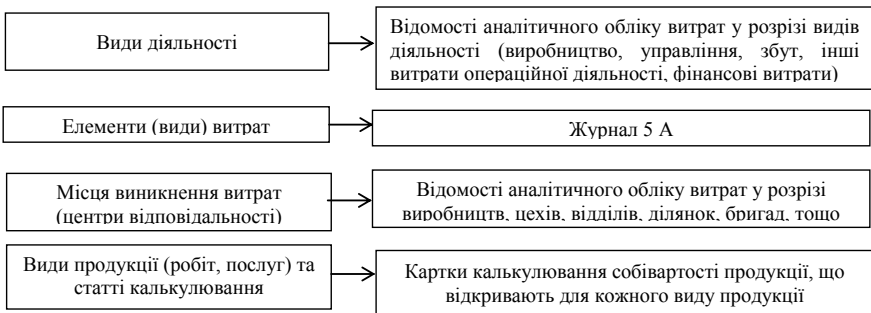 Види діяльності
Відомості аналітичного обліку витрат у розрізі видів
діяльності (виробництво, управління, збут, інші
витрати операційної діяльності, фінансові витрати)
Елементи (види) витрат
Журнал 5 А
Місця виникнення витрат
(центри відповідальності)
Відомості аналітичного обліку витрат у розрізі
виробництв, цехів, відділів, ділянок, бригад, тощо
Види продукції (робіт, послуг) та
статті калькулювання
Картки калькулювання собівартості продукції, що
відкривають для кожного виду продукції